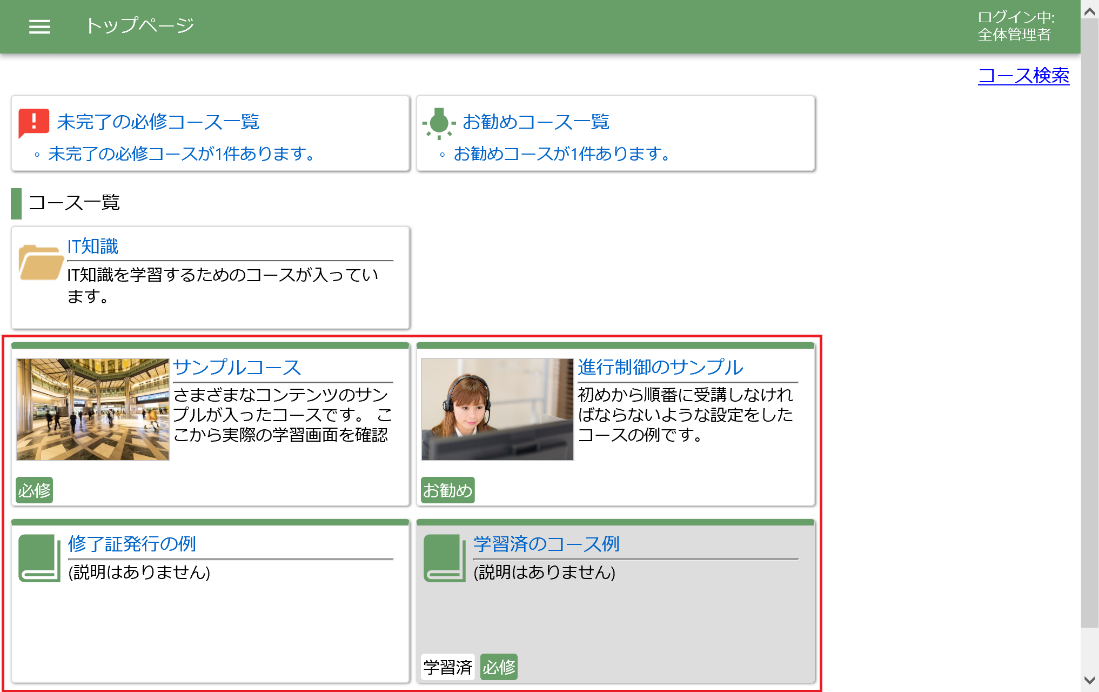 トップページ
ログイン中:
全体管理者
コース検索
未完了の必修コース一覧
未完了の必修コースが1件あります。
お勧めコース一覧
お勧めコースが1件あります。
コース一覧
IT知識
IT知識を学習するためのコースが入ってい
ます。
サンプルコース
さまざまなコンテンツのサン
プルが入ったコースです。 こ
こから実際の学習画面を確認
必修
進行制御のサンプル
初めから順番に受講しなけれ
ばならないような設定をした
コースの例です。
お勧め
修了証発行の例
(説明はありません)
学習済のコース例
(説明はありません)
学習済 必修